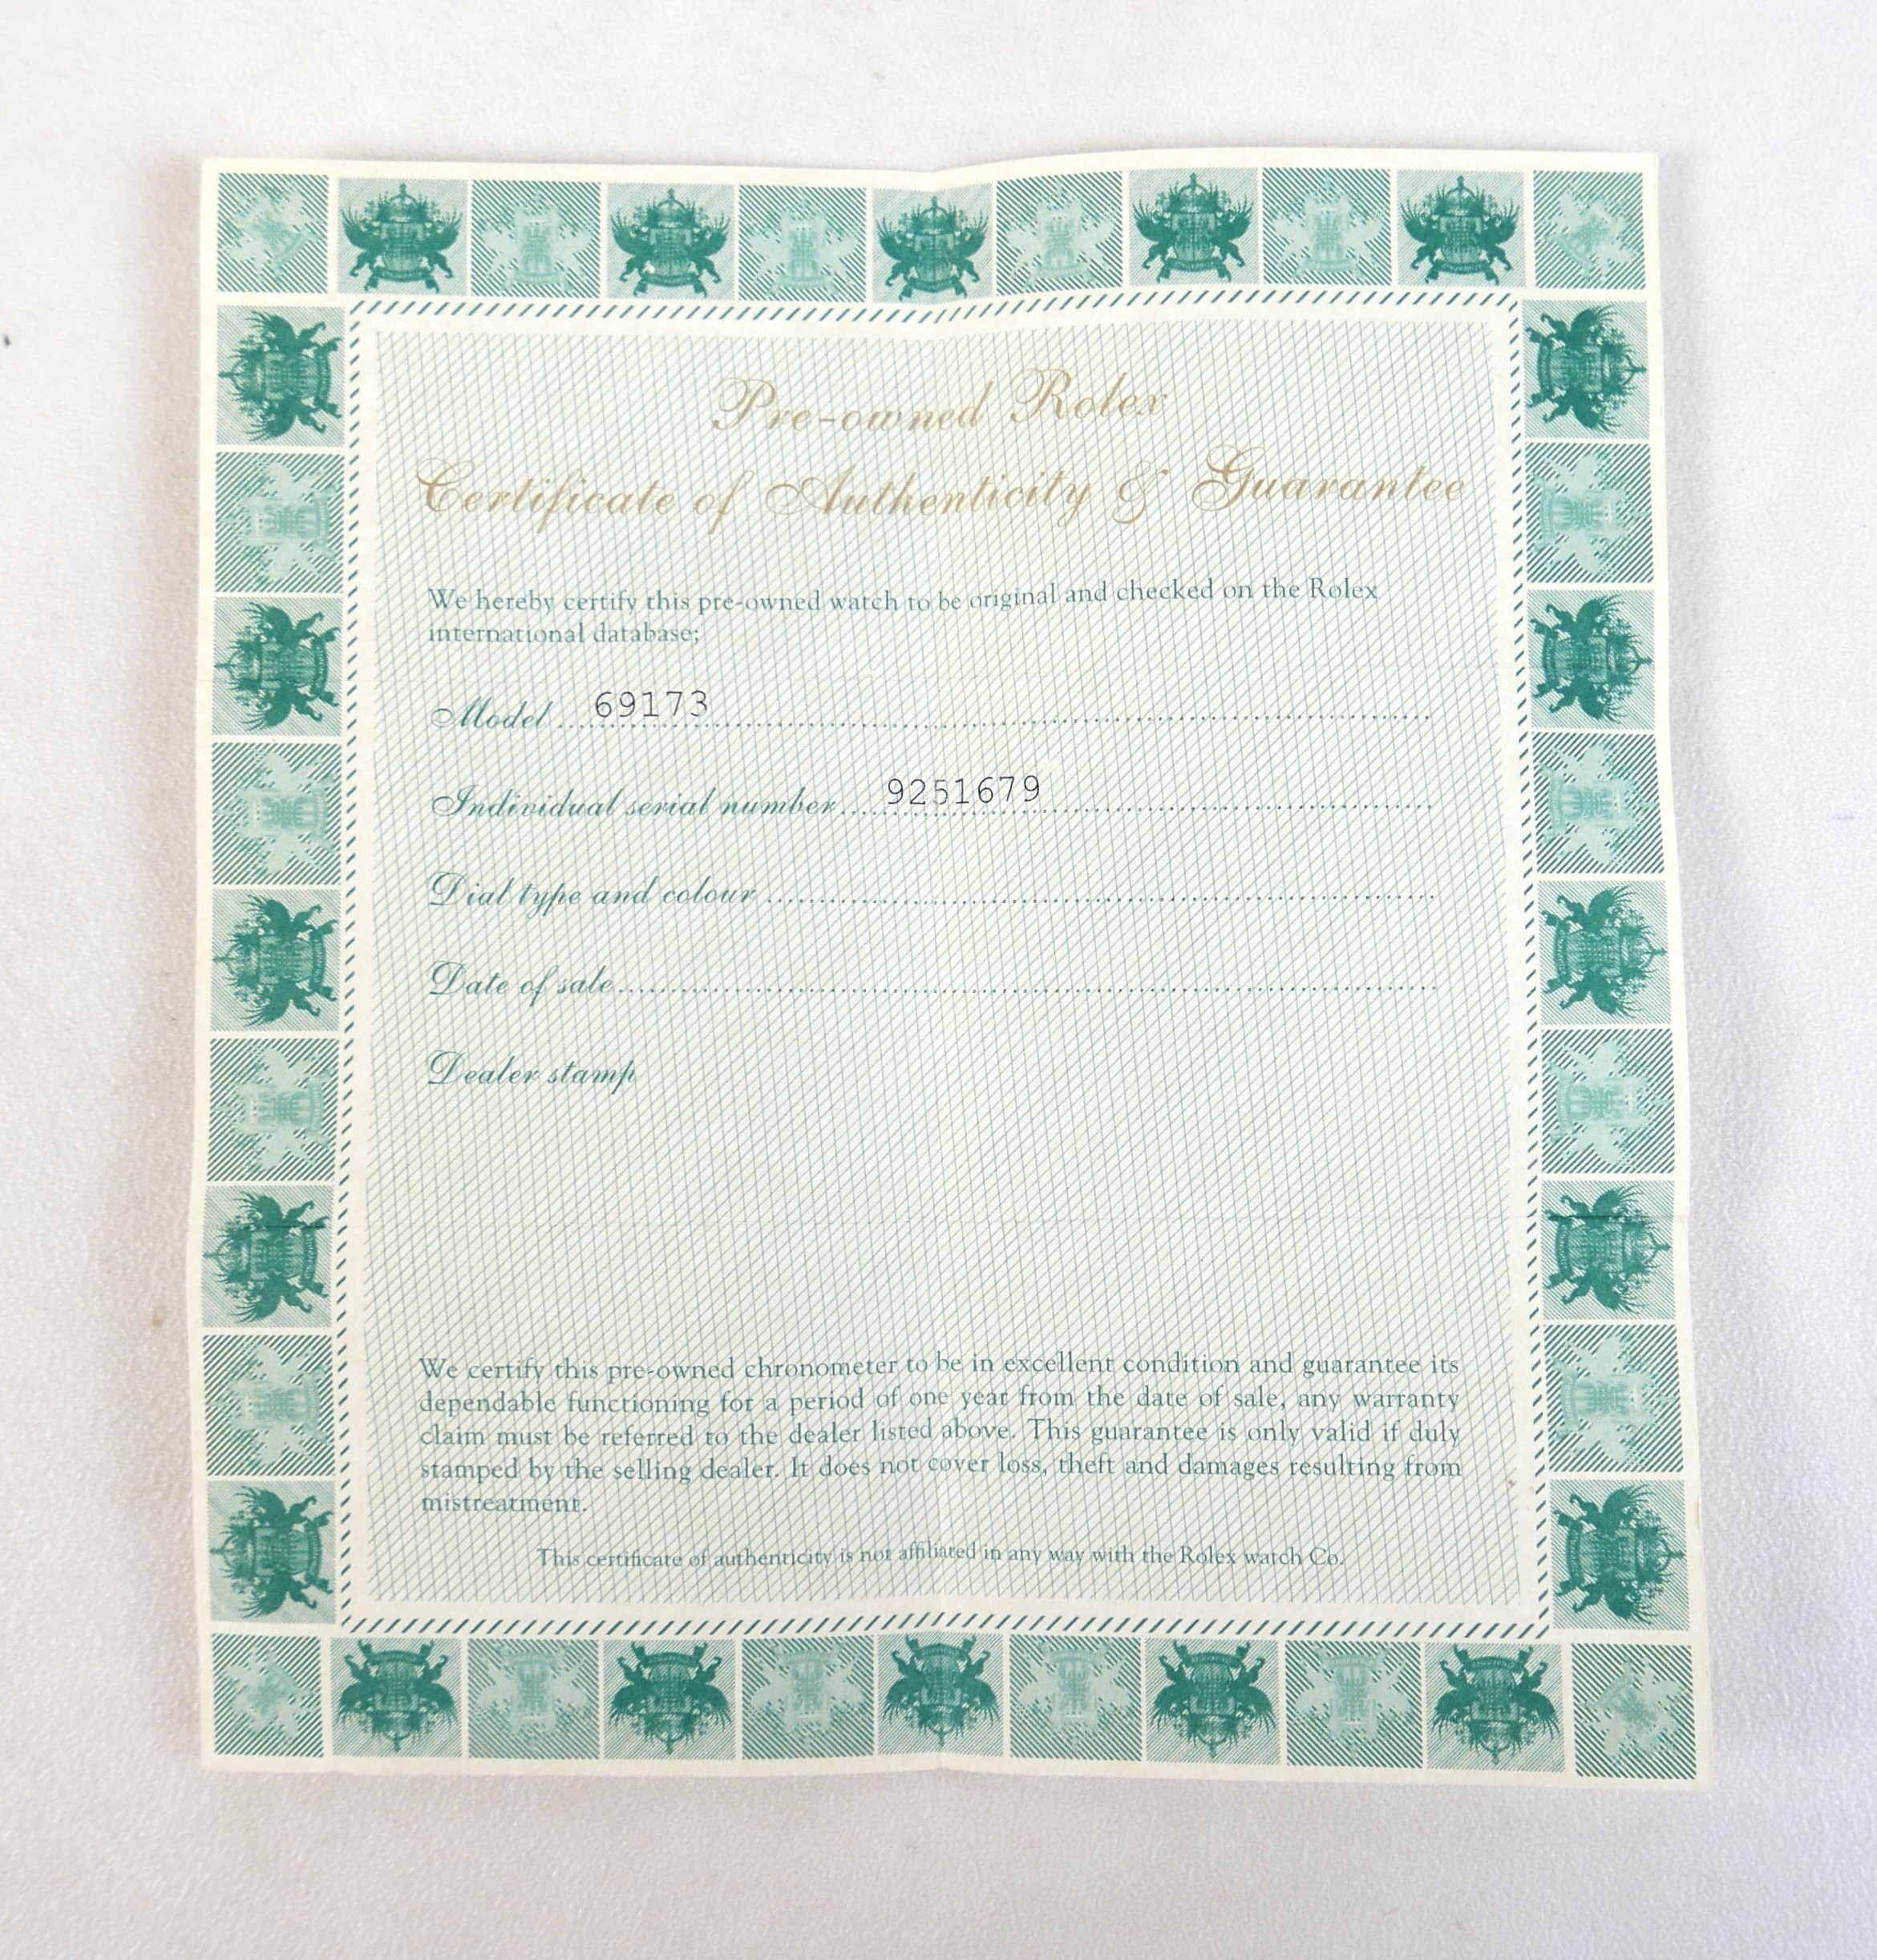 Pre-owned Rolex
Certificate of Authenticity & Guarantee
We hereby certify this pre-owned watch to be original and checked on the Rolex
international database;
Model ... 69173
Individual serial number.... 9251679
Dial type and colour
Date of sale
Dealer stamp
We certify this pre-owned chronometer to be in excellent condition and guarantee its
dependable functioning for a period of one year from the date of sale, any warranty
claim must be referred to the dealer listed above. This guarantee is only valid if duly
stamped by the selling dealer. It does not cover loss, theft and damages resulting from
mistreatment.
This certificate of authenticity is not affiliated in any way with the Rolex watch Co.